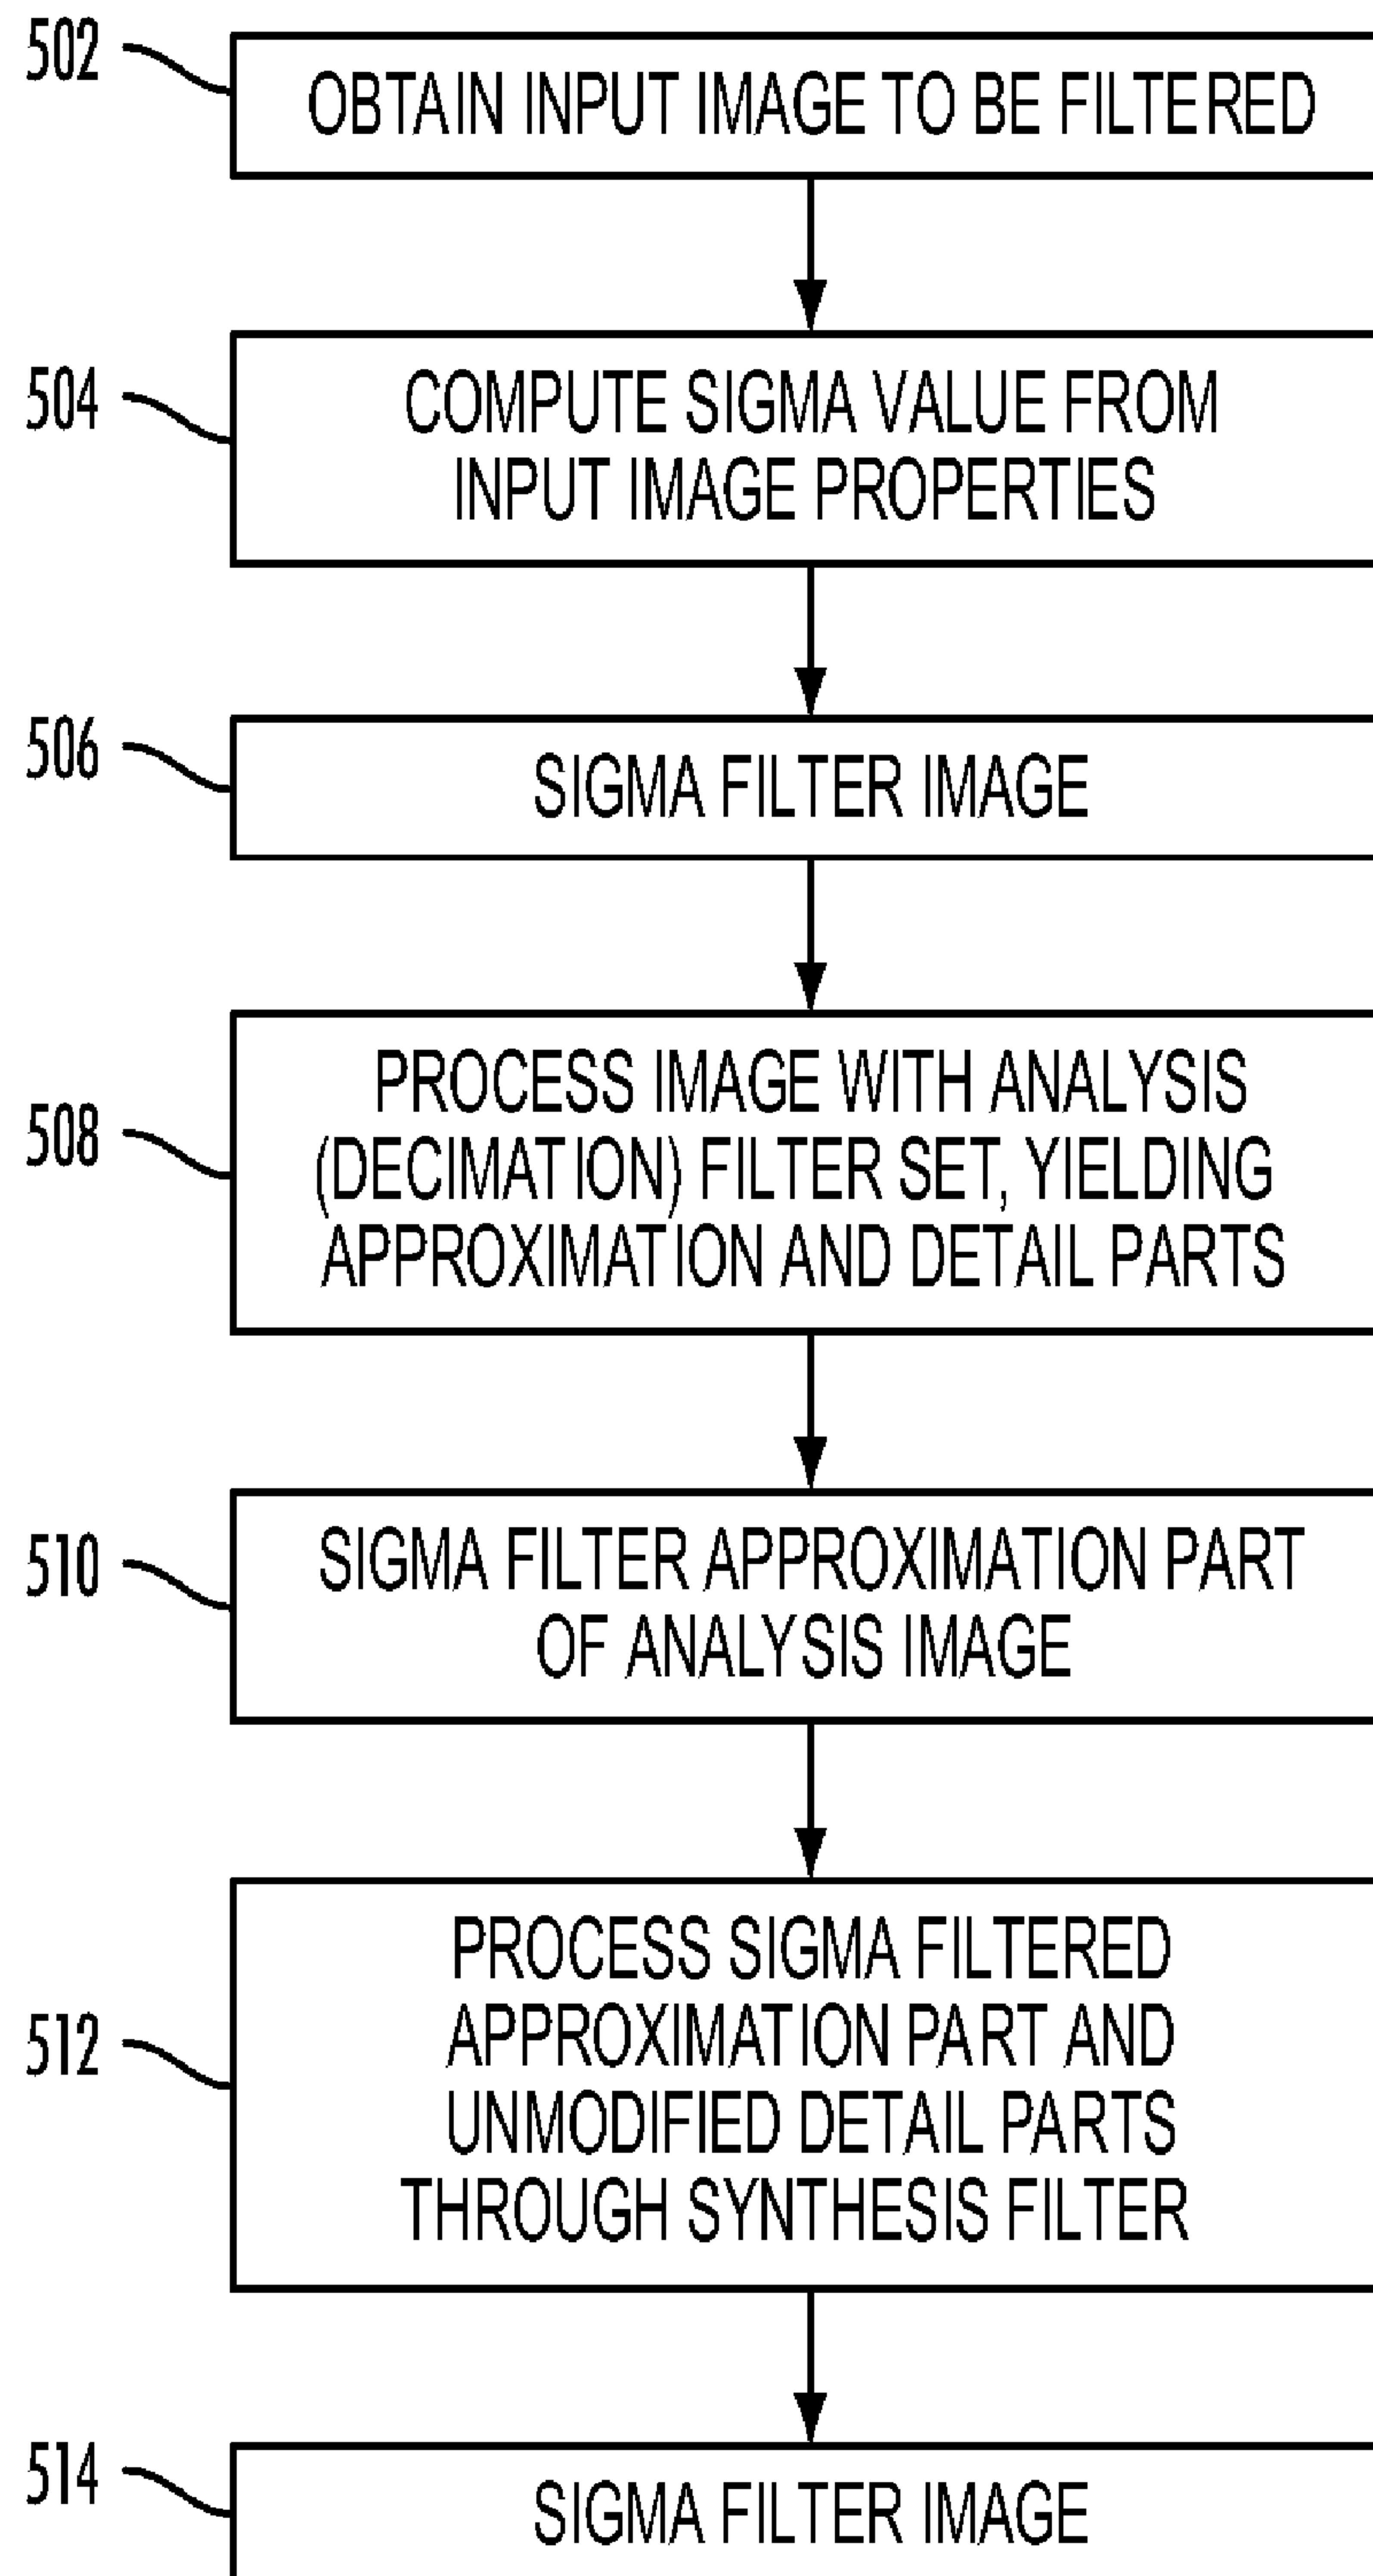 502
OBTAIN INPUT IMAGE TO BE FILTERED
504
COMPUTE SIGMA VALUE FROM
INPUT IMAGE PROPERTIES
506
SIGMA FILTER IMAGE
508
PROCESS IMAGE WITH ANALYSIS
(DECIMATION) FILTER SET, YIELDING
APPROXIMATION AND DETAIL PARTS
510
SIGMA FILTER APPROXIMATION PART
OF ANALYSIS IMAGE
512
PROCESS SIGMA FILTERED
APPROXIMATION PART AND
UNMODIFIED DETAIL PARTS
THROUGH SYNTHESIS FILTER
514
SIGMA FILTER IMAGE